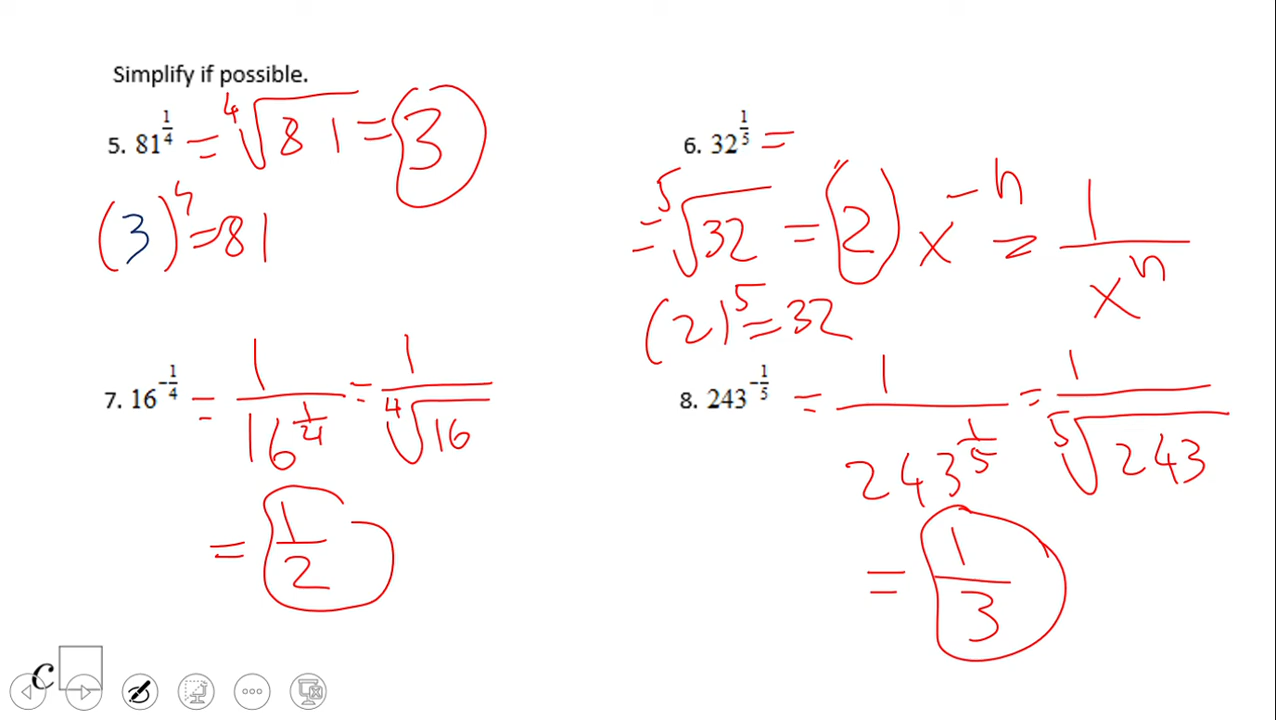 Simplify if possible.
5. 81^(1/4) = ⁴√81 = 3
(3)⁴ = 81
6. 32^(1/5) =
= ⁵√32 = 2
(2)⁵ = 32
x^(-n) = 1/x^n
7. 16^(-1/4) = 1/16^(1/4) = 1/⁴√16
= 1/2
8. 243^(-1/5) = 1/243^(1/5) = 1/⁵√243
= 1/3
C